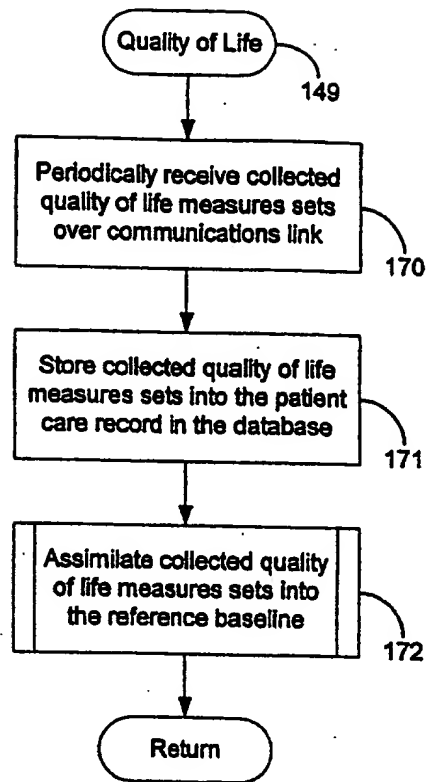 Quality of Life
149
Periodically receive collected
quality of life measures sets
over communications link
170
Store collected quality of life
measures sets into the patient
care record in the database
171
Assimilate collected quality
of life measures sets into
the reference baseline
172
Return